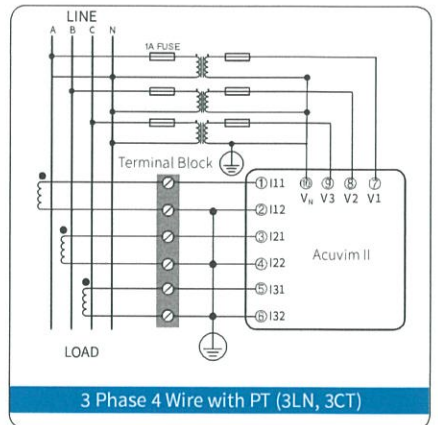 LINE
A B C N
1A FUSE
Terminal Block
①I11 ⑩ ⑨ ⑧ ⑦
VN V3 V2 V1
②I12
③I21
Acuvim II
④I22
⑤I31
⑥I32
LOAD
3 Phase 4 Wire with PT (3LN, 3CT)